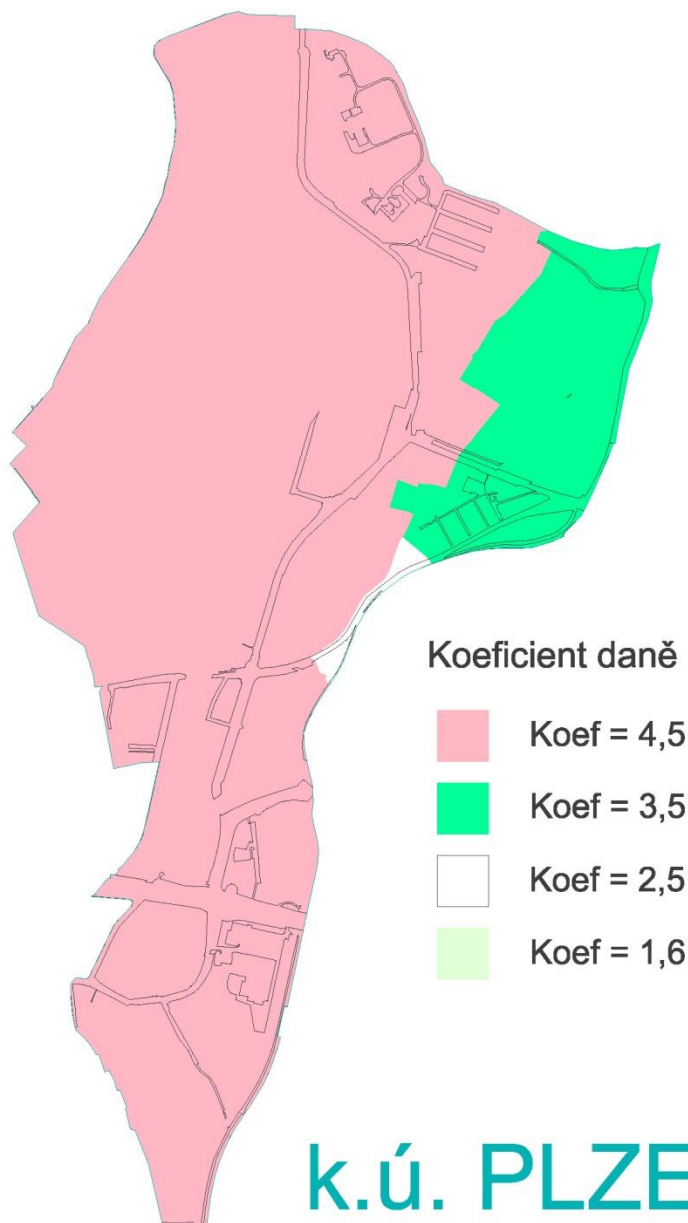 Koeficient daně
Koef = 4,5
Koef = 3,5
Koef = 2,5
Koef = 1,6
k.ú. PLZE